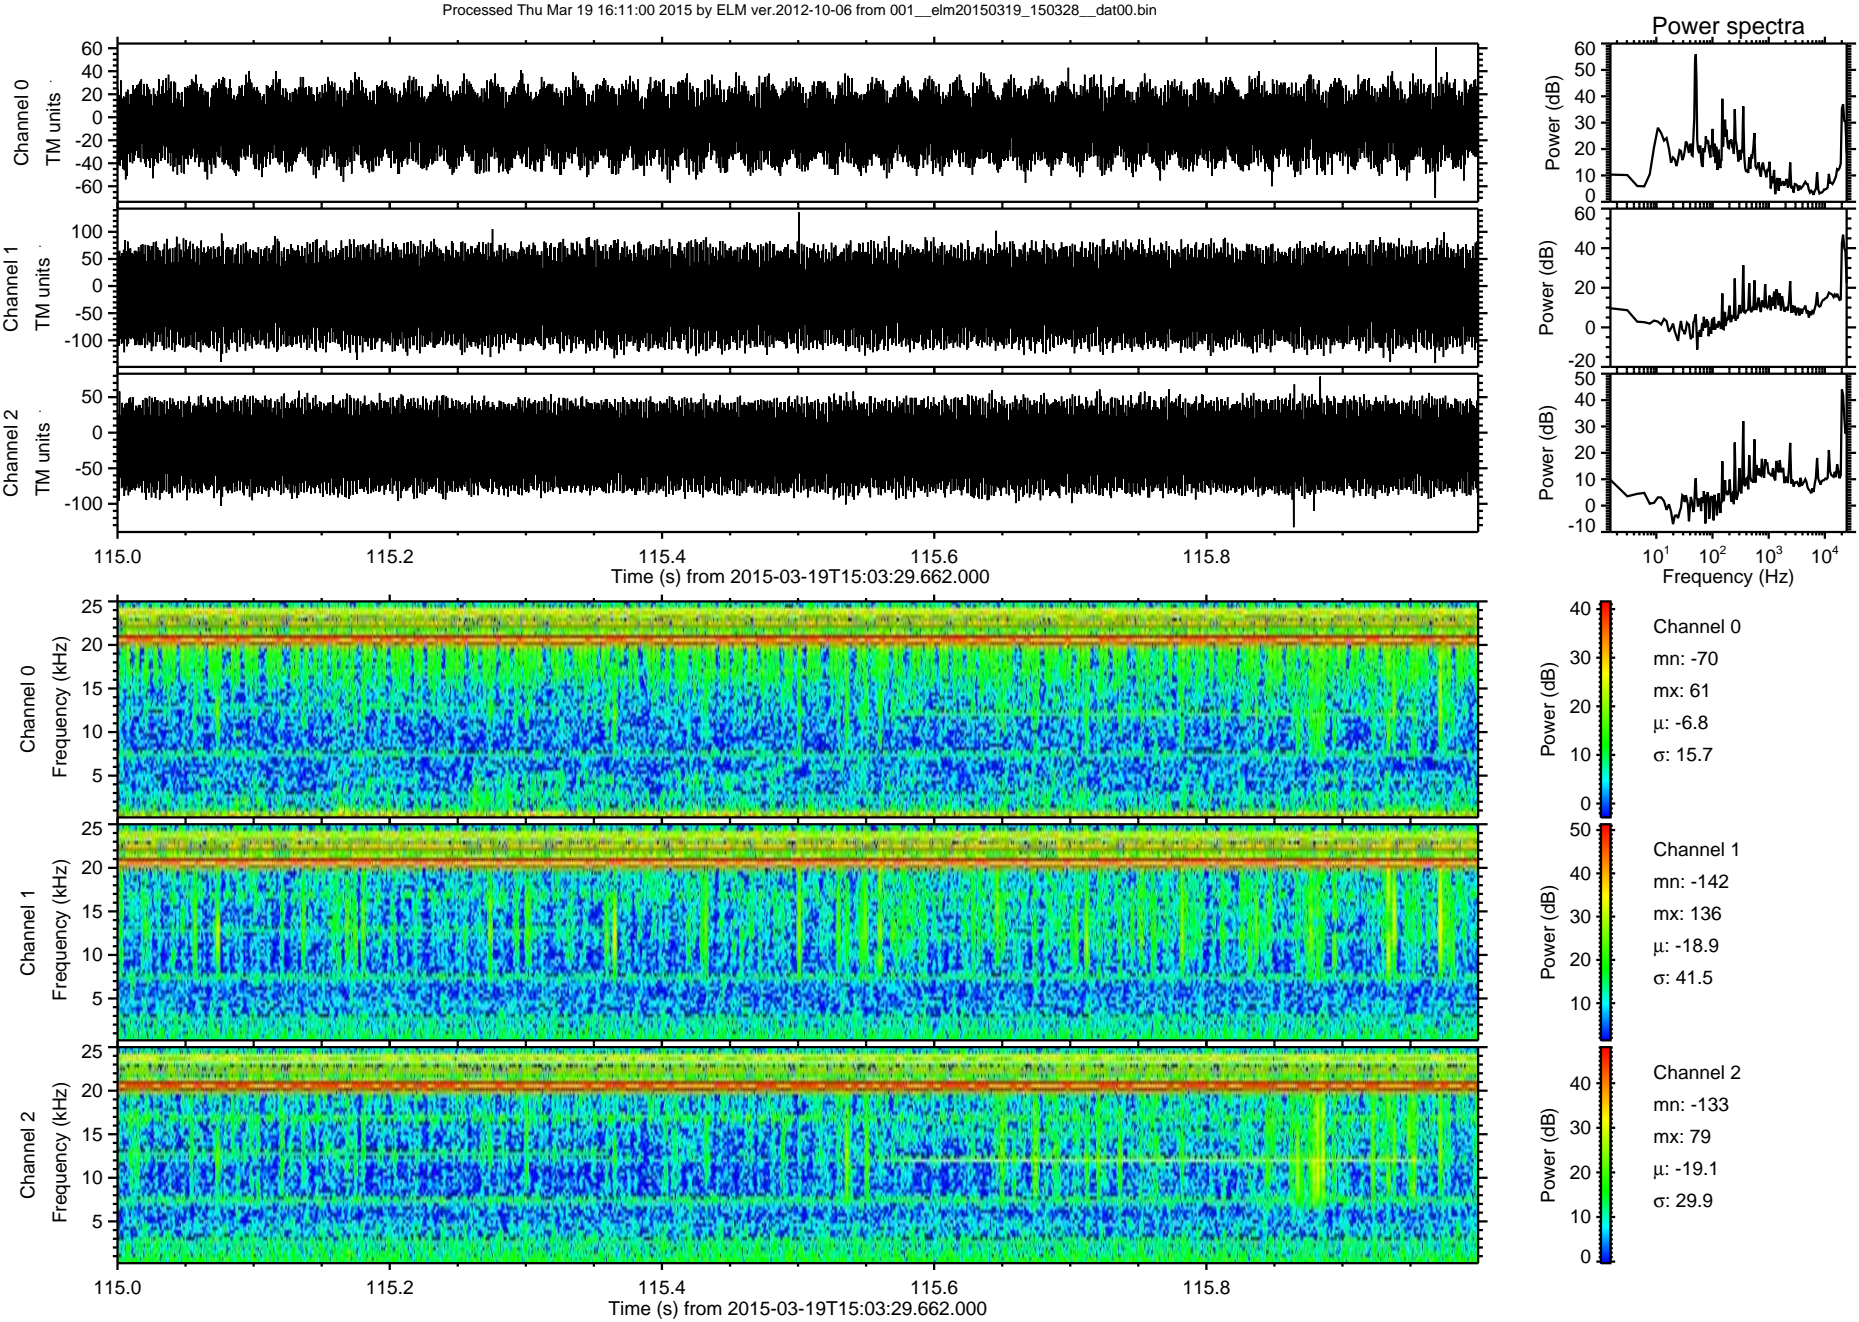 Processed Thu Mar 19 16:11:00 2015 by ELM ver.2012-10-06 from 001__elm20150319_150328__dat00.bin
Power spectra
Channel 0
TM units
60
40
20
0
-20
-40
-60
Power (dB)
60
50
40
30
20
10
0
Channel 1
TM units
100
50
0
-50
-100
Power (dB)
60
40
20
0
-20
Channel 2
TM units
50
0
-50
-100
Power (dB)
50
40
30
20
10
0
-10
115.0 115.2 115.4 115.6 115.8
Time (s) from 2015-03-19T15:03:29.662.000
10^1 10^2 10^3 10^4
Frequency (Hz)
Channel 0
Frequency (kHz)
25
20
15
10
5
Power (dB)
40
30
20
10
0
Channel 0
mn: -70
mx: 61
μ: -6.8
σ: 15.7
Channel 1
Frequency (kHz)
25
20
15
10
5
Power (dB)
50
40
30
20
10
Channel 1
mn: -142
mx: 136
μ: -18.9
σ: 41.5
Channel 2
Frequency (kHz)
25
20
15
10
5
Power (dB)
40
30
20
10
0
Channel 2
mn: -133
mx: 79
μ: -19.1
σ: 29.9
115.0 115.2 115.4 115.6 115.8
Time (s) from 2015-03-19T15:03:29.662.000